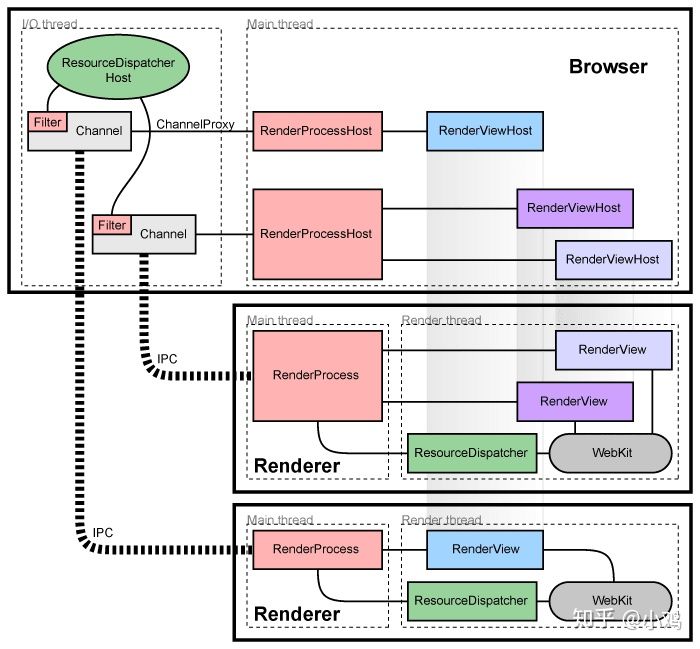 I/O thread
Main thread
ResourceDispatcher
Host
Browser
Filter
Channel
ChannelProxy
RenderProcessHost
RenderViewHost
Filter
Channel
RenderProcessHost
RenderViewHost
RenderViewHost
Main thread
Render thread
IPC
RenderProcess
RenderView
RenderView
Renderer
ResourceDispatcher
WebKit
Main thread
Render thread
IPC
RenderProcess
RenderView
Renderer
ResourceDispatcher
WebKit
知乎 @小鸡